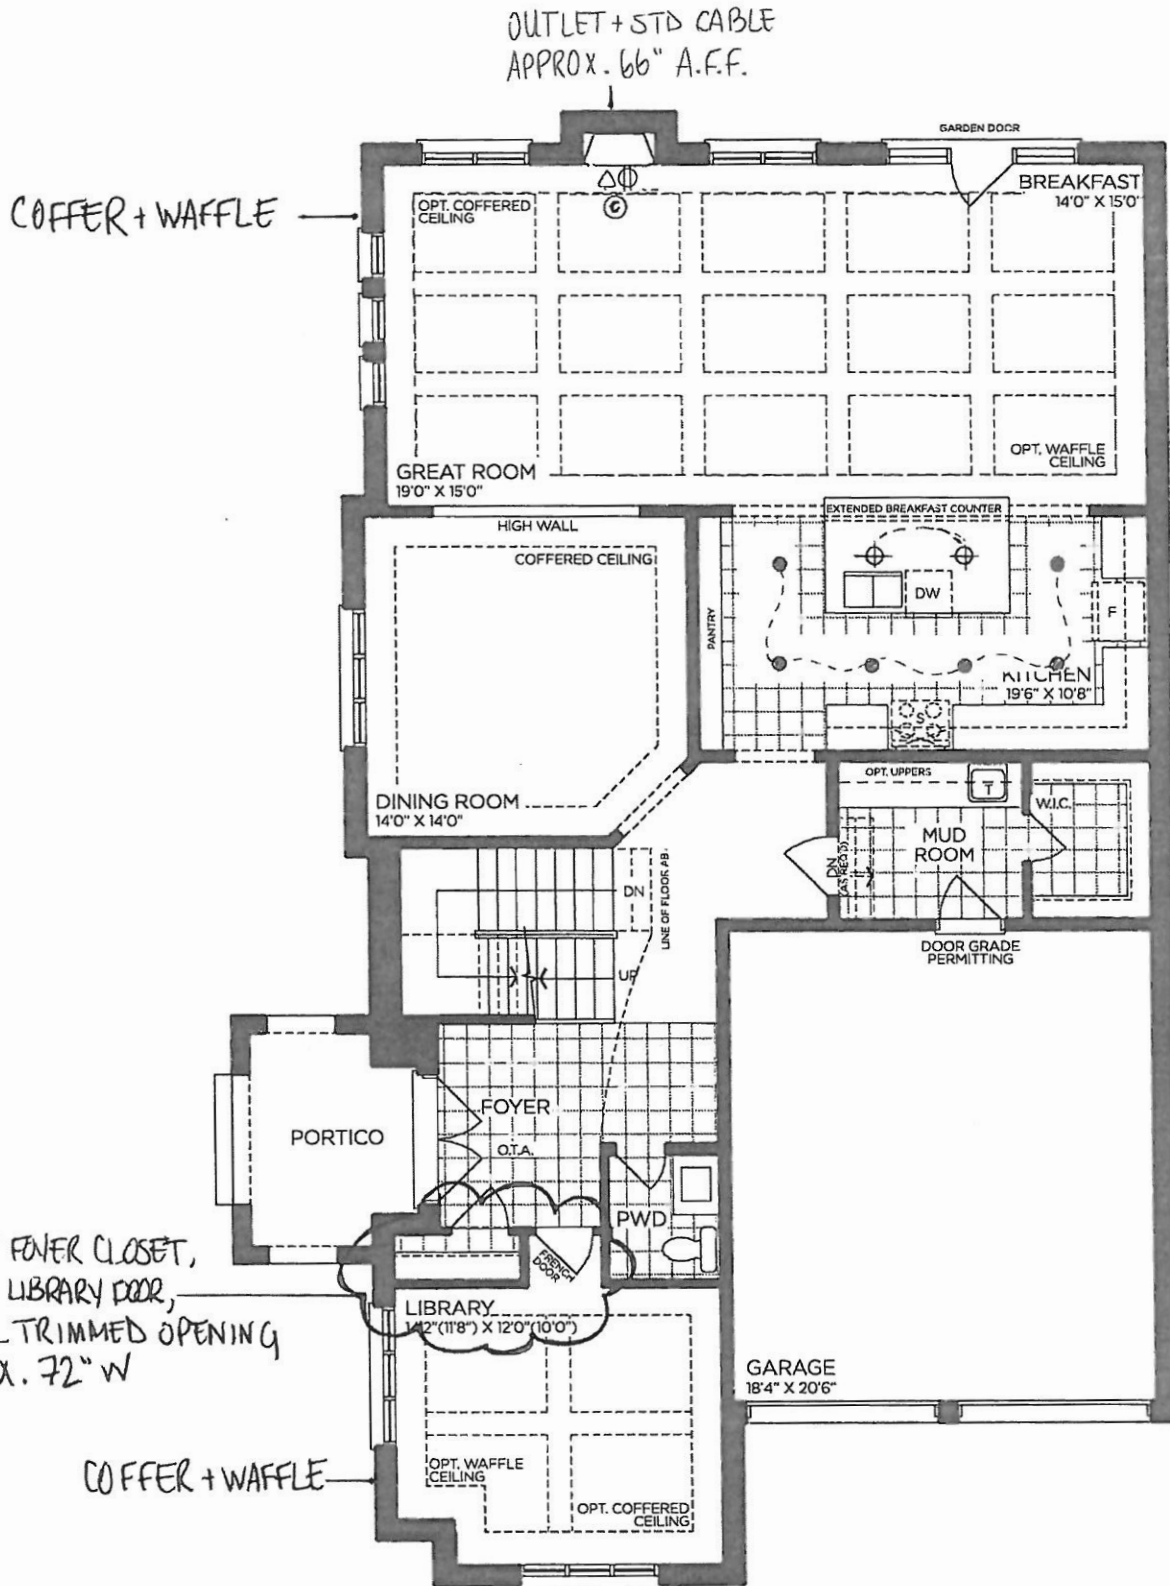 OUTLET + STD CABLE
APPROX. 66" A.F.F.
GARDEN DOOR
COFFER + WAFFLE
OPT. COFFERED
CEILING
BREAKFAST
14'0" X 15'0"
OPT. WAFFLE
CEILING
GREAT ROOM
19'0" X 15'0"
HIGH WALL
EXTENDED BREAKFAST COUNTER
COFFERED CEILING
DW
F
PANTRY
KITCHEN
19'6" X 10'8"
S
DINING ROOM
14'0" X 14'0"
OPT. UPPERS
T
W.I.C.
MUD
ROOM
DN
(AS REQ'D)
DN
LINE OF FLOOR AB.
UP
DOOR GRADE
PERMITTING
FOYER
O.T.A.
PORTICO
PWD
FRENCH
DOOR
FOYER CLOSET,
LIBRARY DOOR,
TRIMMED OPENING
72" W
LIBRARY
14'2"(11'8") X 12'0"(10'0")
GARAGE
18'4" X 20'6"
COFFER + WAFFLE
OPT. WAFFLE
CEILING
OPT. COFFERED
CEILING